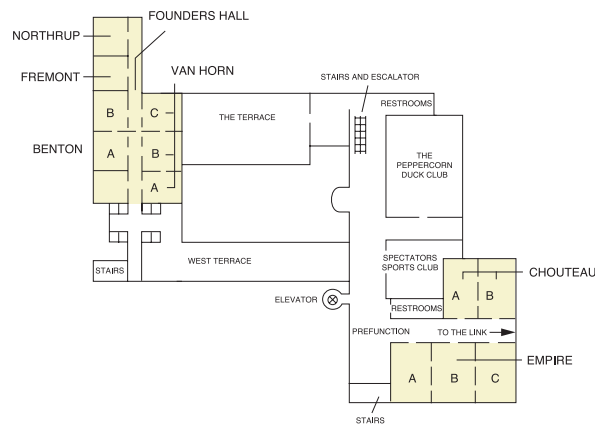 FOUNDERS HALL
NORTHRUP
FREMONT
VAN HORN
STAIRS AND ESCALATOR
RESTROOMS
B
C
THE TERRACE
BENTON
A
B
THE
PEPPERCORN
DUCK CLUB
A
WEST TERRACE
SPECTATORS
SPORTS CLUB
STAIRS
CHOUTEAU
ELEVATOR
A
B
RESTROOMS
PREFUNCTION
TO THE LINK
EMPIRE
A
B
C
STAIRS